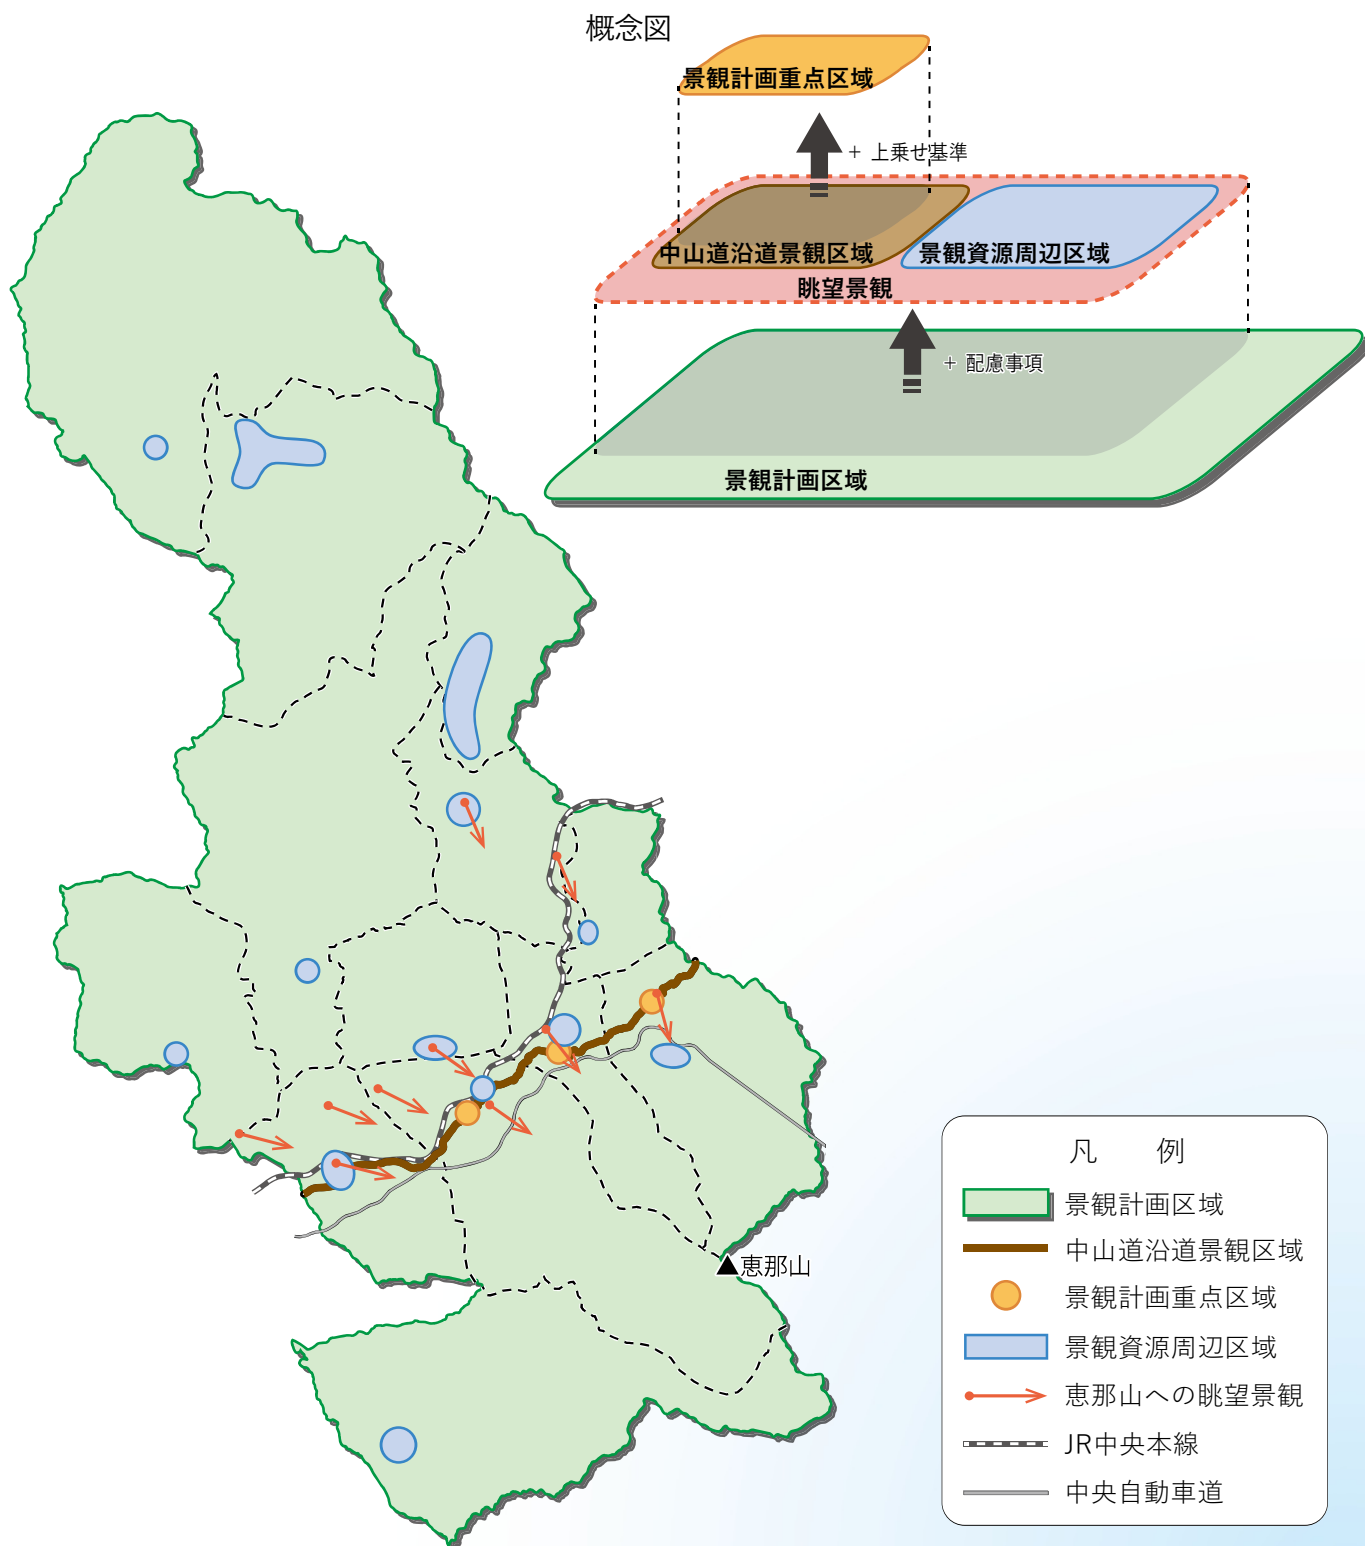 概念図
景観計画重点区域
＋ 上乗せ基準
中山道沿道景観区域
景観資源周辺区域
眺望景観
＋ 配慮事項
景観計画区域
恵那山
凡 例
景観計画区域
中山道沿道景観区域
景観計画重点区域
景観資源周辺区域
恵那山への眺望景観
JR中央本線
中央自動車道